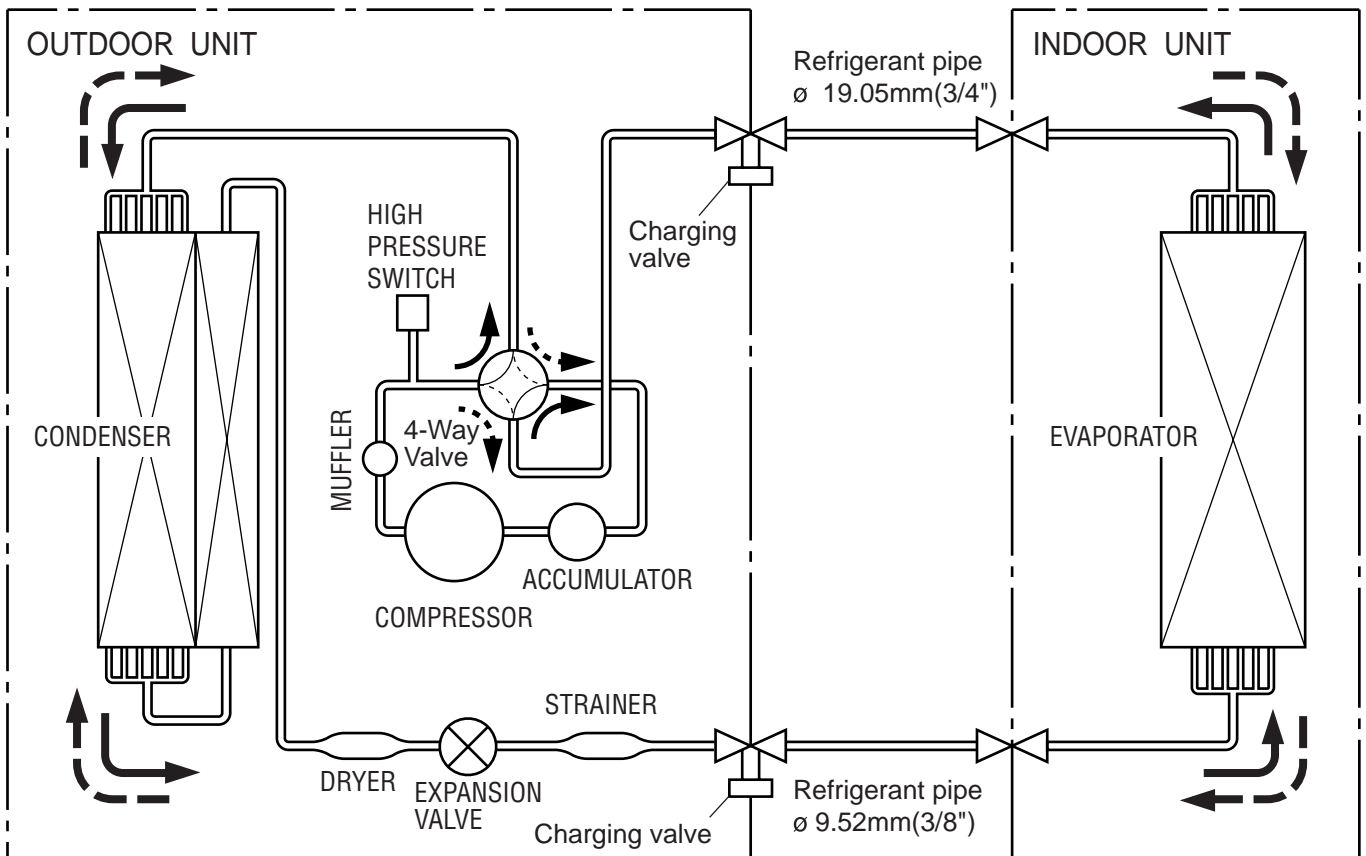 OUTDOOR UNIT
INDOOR UNIT
Refrigerant pipe
ø 19.05mm(3/4")
HIGH
PRESSURE
SWITCH
Charging
valve
CONDENSER
MUFFLER
4-Way
Valve
EVAPORATOR
ACCUMULATOR
COMPRESSOR
STRAINER
DRYER
EXPANSION
VALVE
Charging valve
Refrigerant pipe
ø 9.52mm(3/8")